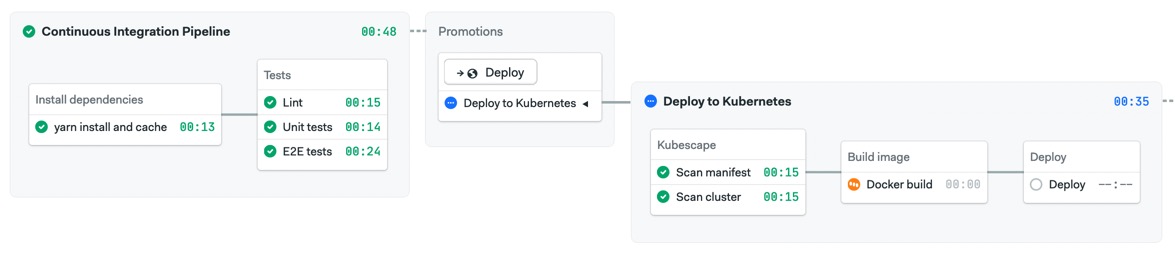 Continuous Integration Pipeline 00:48
Install dependencies
yarn install and cache 00:13
Tests
Lint 00:15
Unit tests 00:14
E2E tests 00:24
Promotions
Deploy
Deploy to Kubernetes
Deploy to Kubernetes 00:35
Kubescape
Scan manifest 00:15
Scan cluster 00:15
Build image
Docker build 00:00
Deploy
Deploy --:--